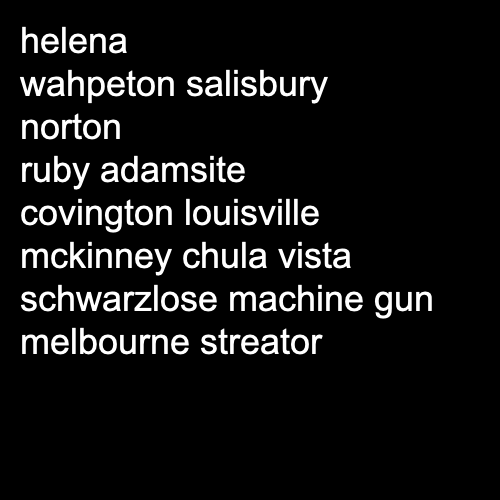 helena
wahpeton salisbury
norton
ruby adamsite
covington louisville
mckinney chula vista
schwarzlose machine gun
melbourne streator